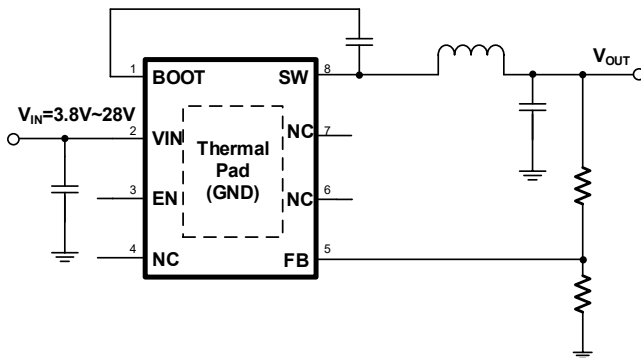 1
BOOT
SW
8
V_OUT
V_IN=3.8V~28V
2
VIN
Thermal
Pad
(GND)
NC
7
3
EN
NC
6
4
NC
FB
5